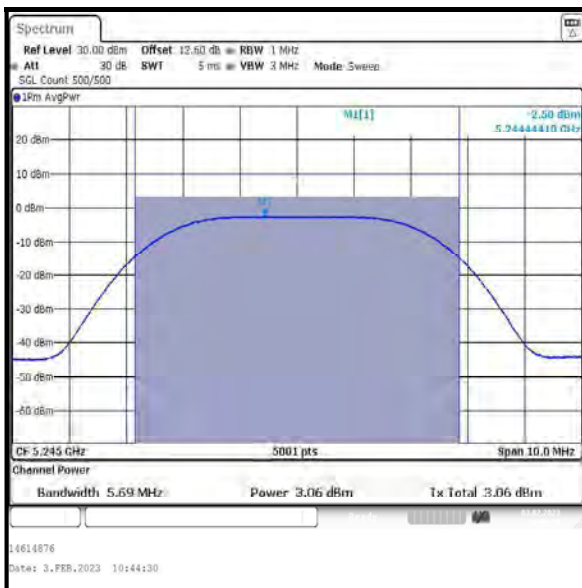 Spectrum
Ref Level 30.00 dBm Offset 12.60 dB RBW 1 MHz
Att 30 dB SWT 5 ms VBW 3 MHz Mode Sweep
SGL Count 500/500
1Rm AvgPwr
M1[1] -2.50 dBm
5.24444410 GHz
20 dBm
10 dBm
0 dBm
M1
-10 dBm
-20 dBm
-30 dBm
-40 dBm
-50 dBm
-60 dBm
CF 5.245 GHz 5001 pts Span 10.0 MHz
Channel Power
Bandwidth 5.69 MHz Power 3.06 dBm Tx Total 3.06 dBm
14614876
Date: 3.FEB.2023 10:44:30